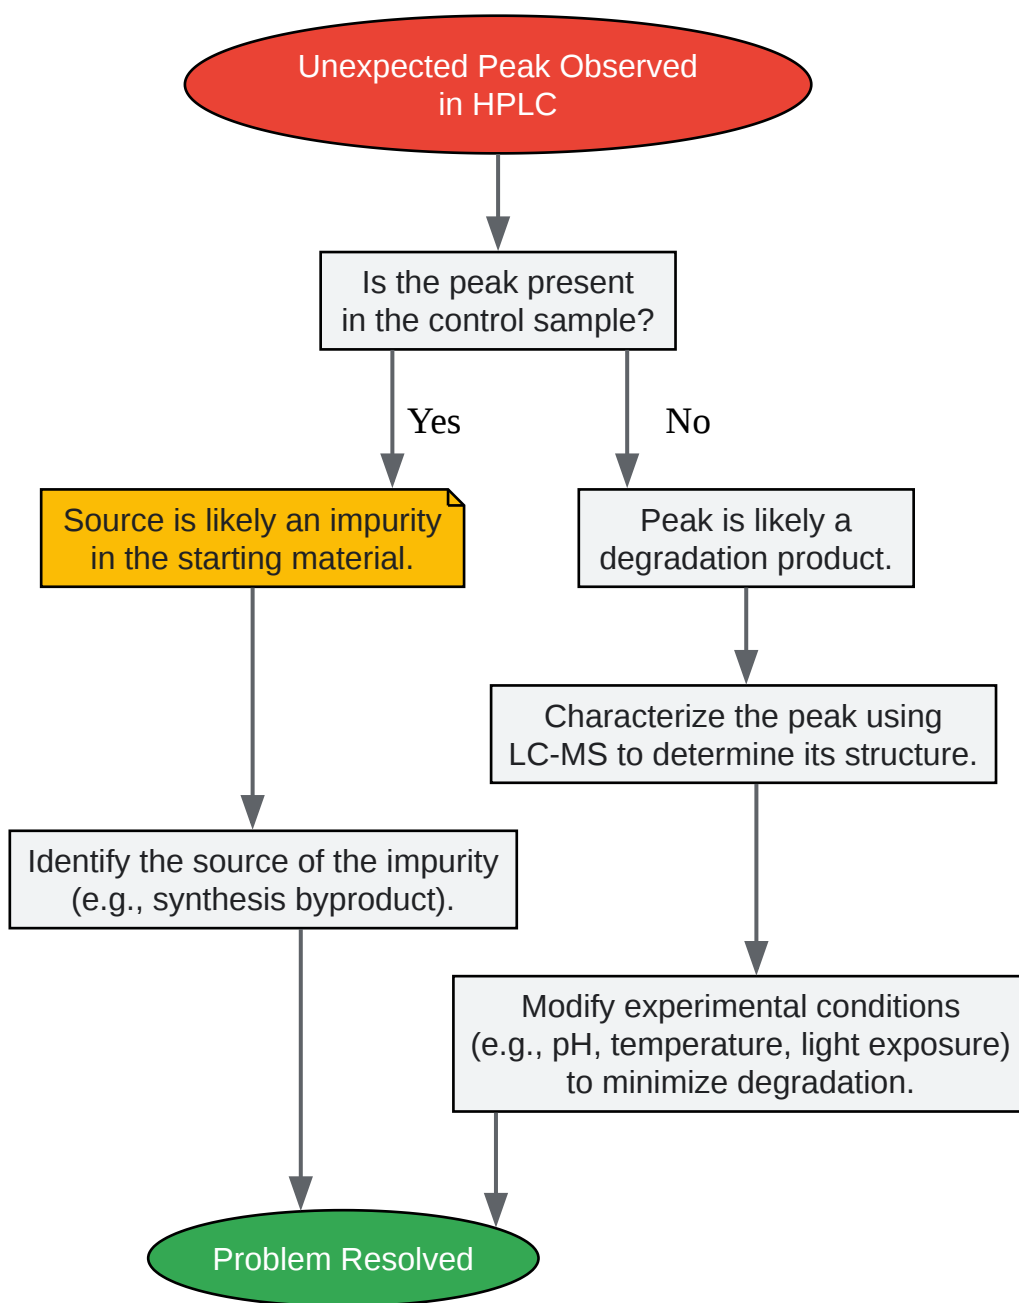 Unexpected Peak Observed
in HPLC
Is the peak present
in the control sample?
Yes
No
Source is likely an impurity
in the starting material.
Peak is likely a
degradation product.
Characterize the peak using
LC-MS to determine its structure.
Identify the source of the impurity
(e.g., synthesis byproduct).
Modify experimental conditions
(e.g., pH, temperature, light exposure)
to minimize degradation.
Problem Resolved